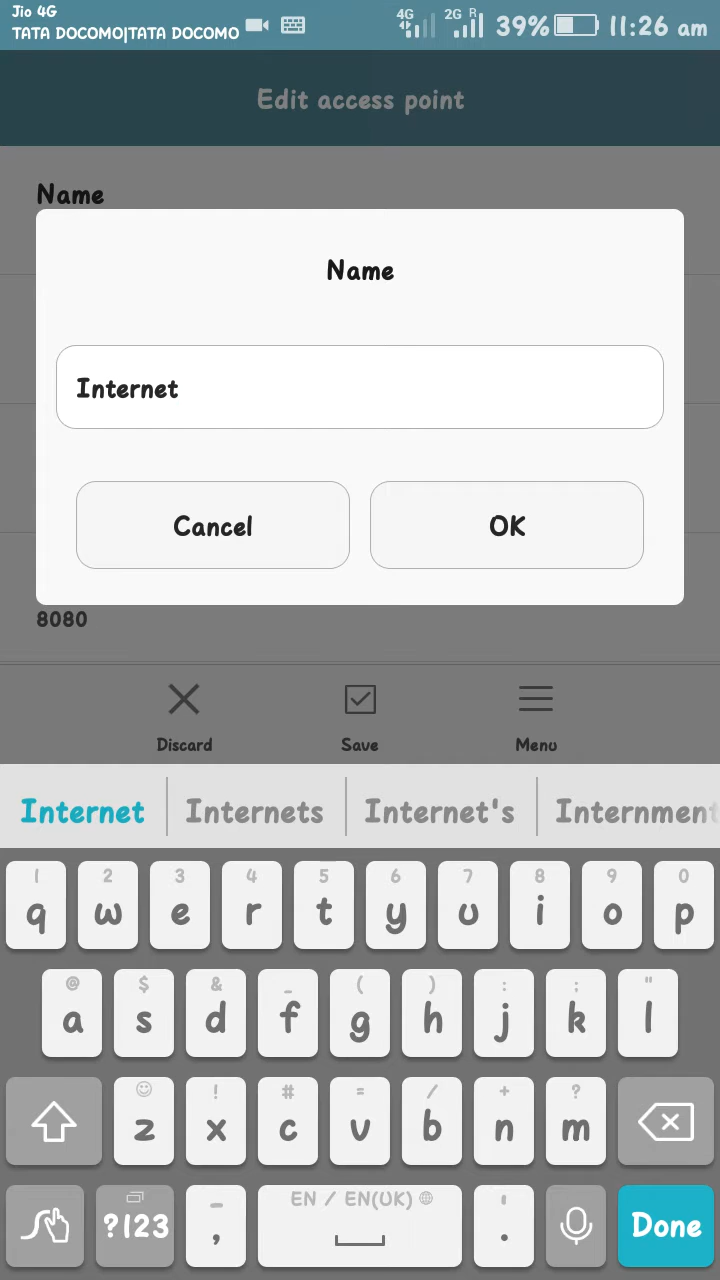 Jio 4G
TATA DOCOMO|TATA DOCOMO 4G 2G R 39% 11:26 am
Edit access point
Name
Name
Internet
Cancel OK
8080
Discard Save Menu
Internet Internets Internet's Internment
1 2 3 4 5 6 7 8 9 0
q w e r t y u i o p
@ $ & _ ( ) : ; "
a s d f g h j k l
! # = / + ?
z x c v b n m
EN / EN(UK)
?123 , . Done